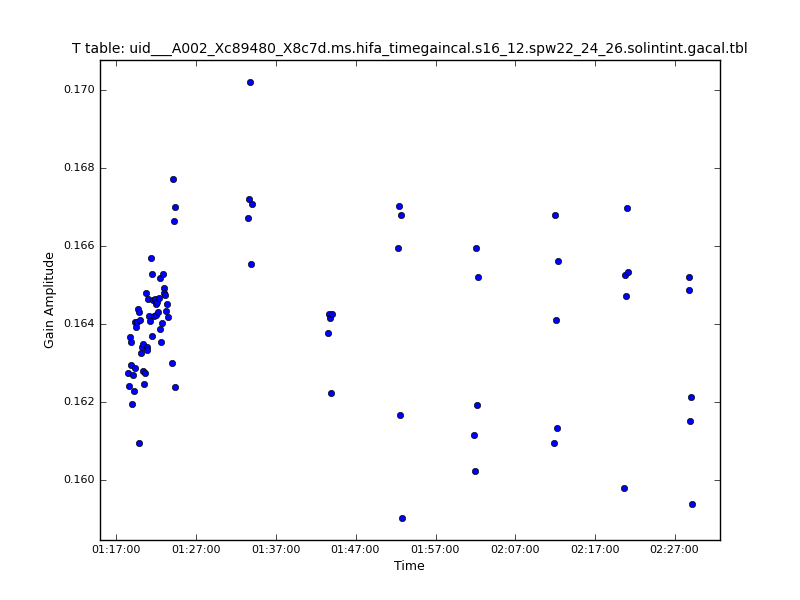 T table: uid___A002_Xc89480_X8c7d.ms.hifa_timegaincal.s16_12.spw22_24_26.solintint.gacal.tbl
0.170
0.168
0.166
0.164
0.162
0.160
Gain Amplitude
01:17:00 01:27:00 01:37:00 01:47:00 01:57:00 02:07:00 02:17:00 02:27:00
Time